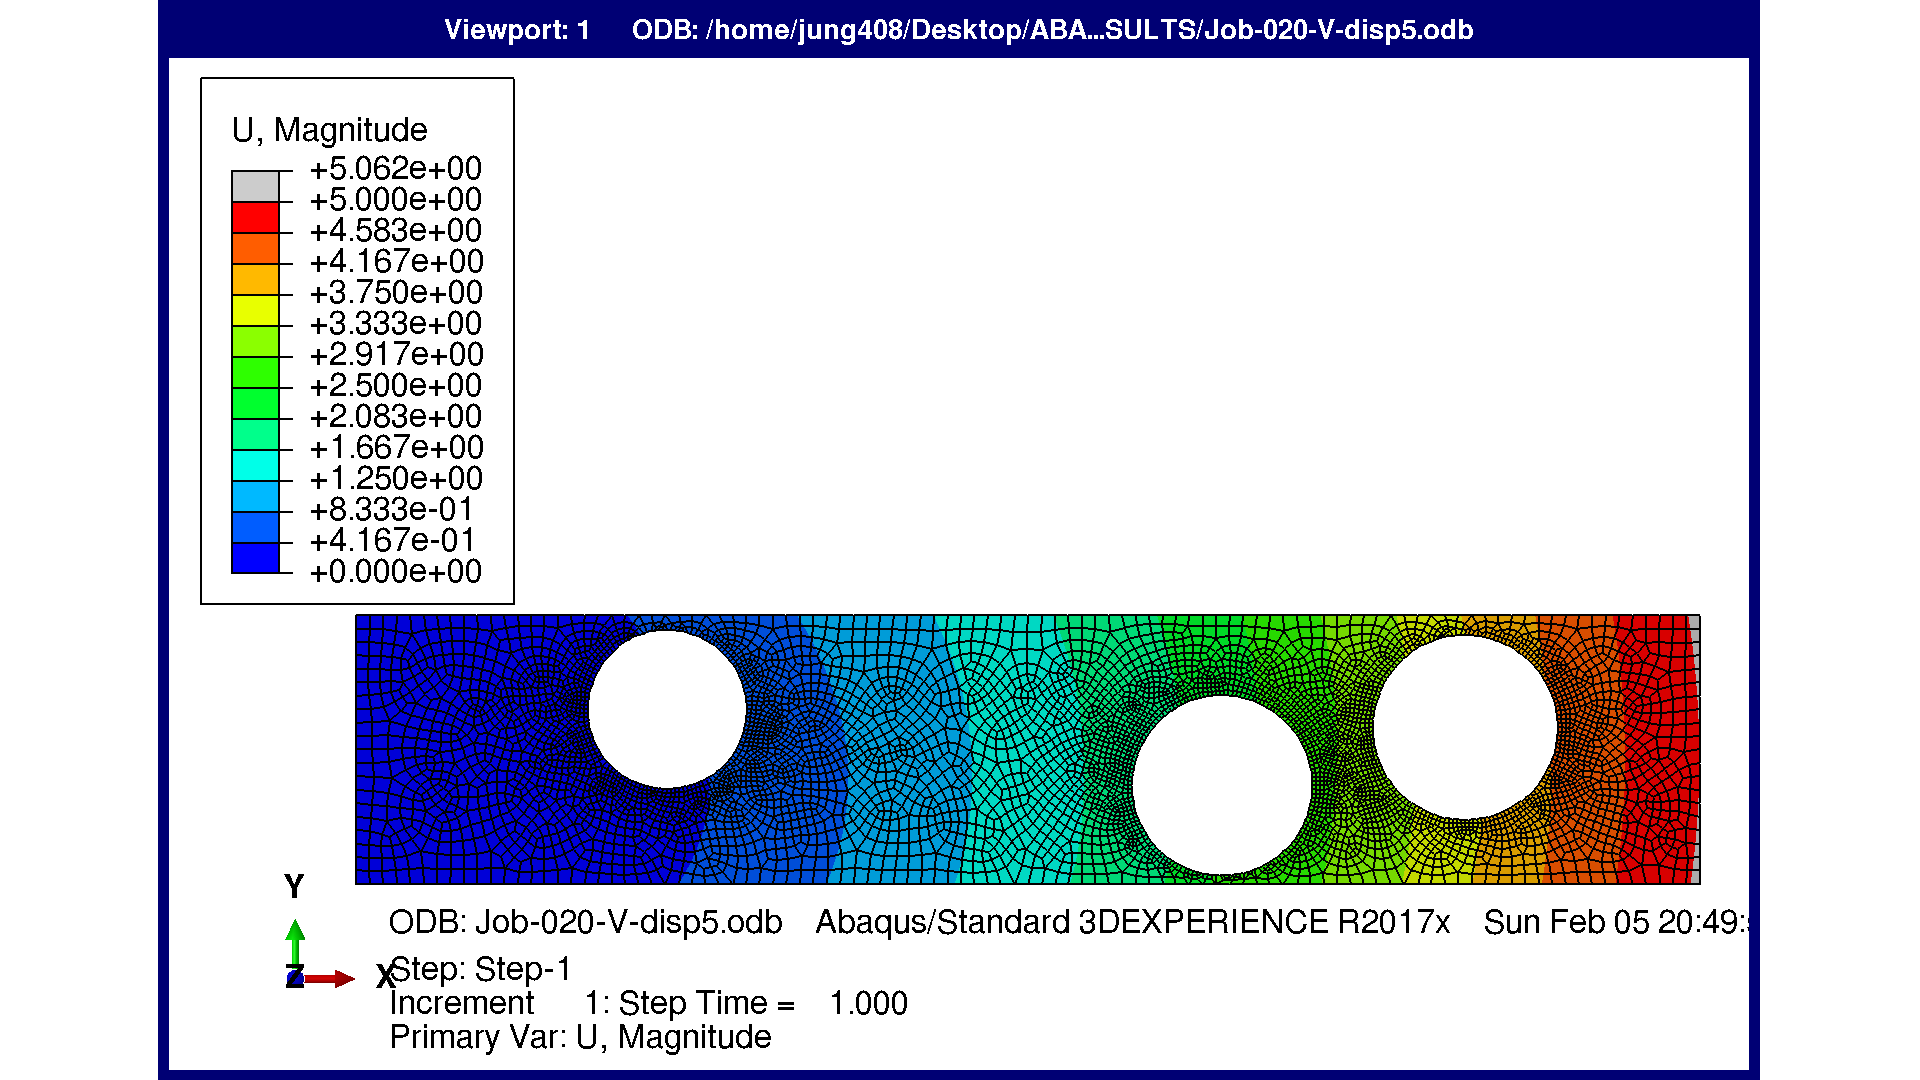 Viewport: 1 ODB: /home/jung408/Desktop/ABA...SULTS/Job-020-V-disp5.odb
U, Magnitude
+5.062e+00
+5.000e+00
+4.583e+00
+4.167e+00
+3.750e+00
+3.333e+00
+2.917e+00
+2.500e+00
+2.083e+00
+1.667e+00
+1.250e+00
+8.333e-01
+4.167e-01
+0.000e+00
Y
Z
X
ODB: Job-020-V-disp5.odb Abaqus/Standard 3DEXPERIENCE R2017x Sun Feb 05 20:49:
Step: Step-1
Increment 1: Step Time = 1.000
Primary Var: U, Magnitude